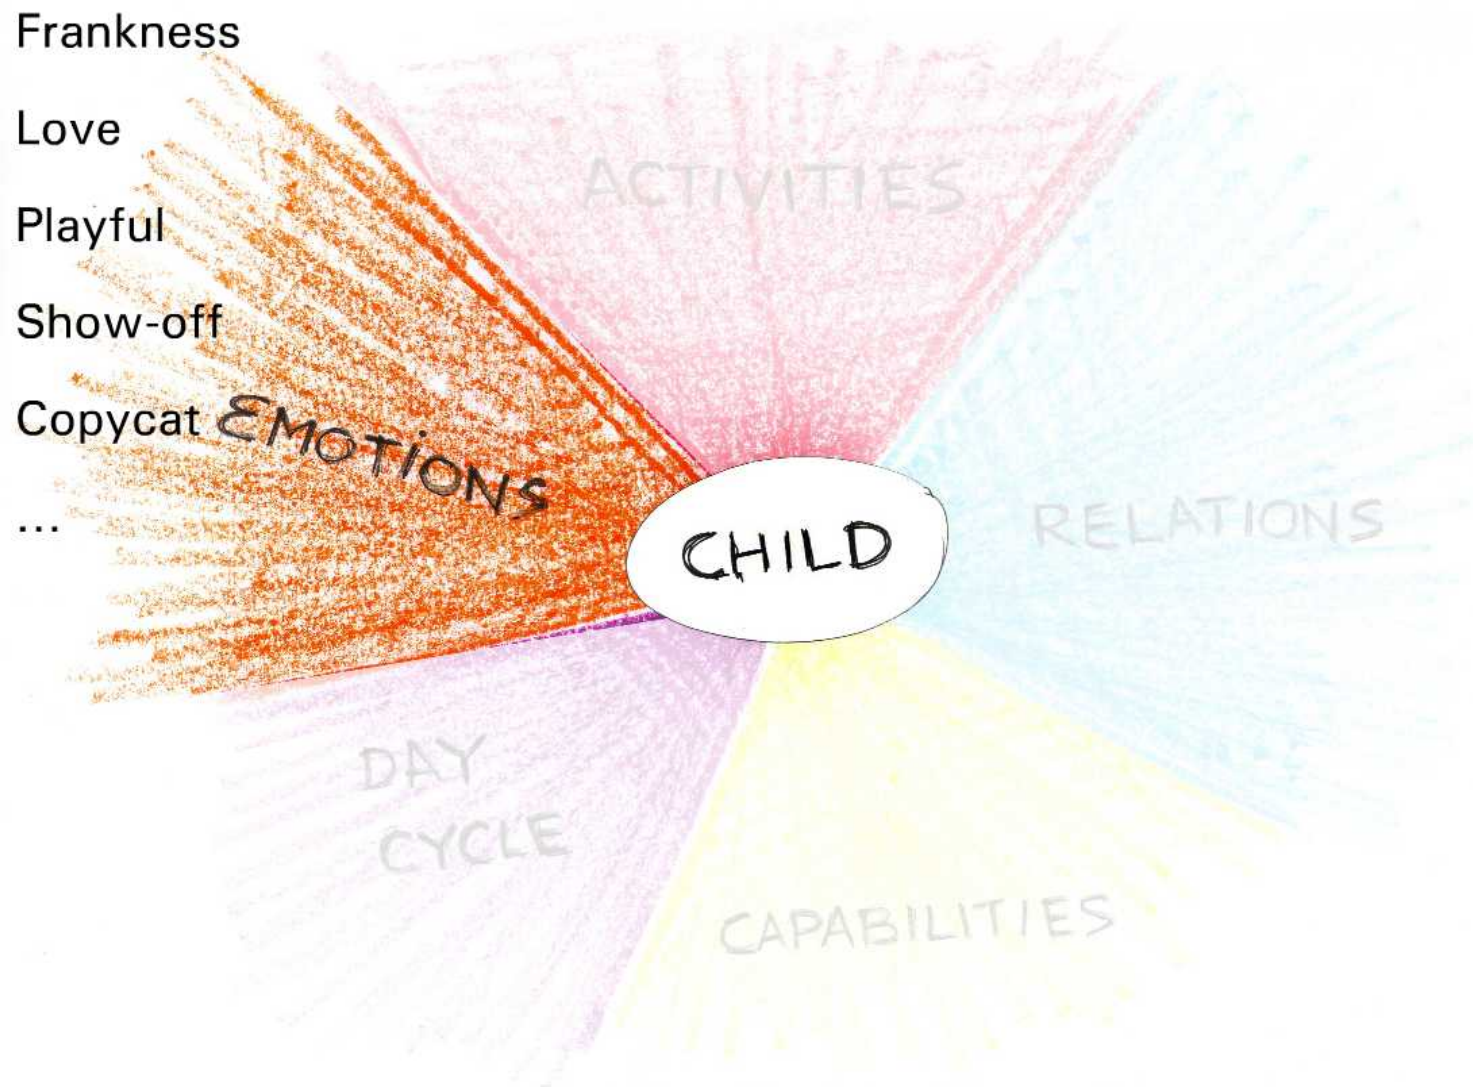 Frankness
Love
Playful
Show-off
Copycat
...
EMOTIONS
ACTIVITIES
RELATIONS
CHILD
DAY
CYCLE
CAPABILITIES